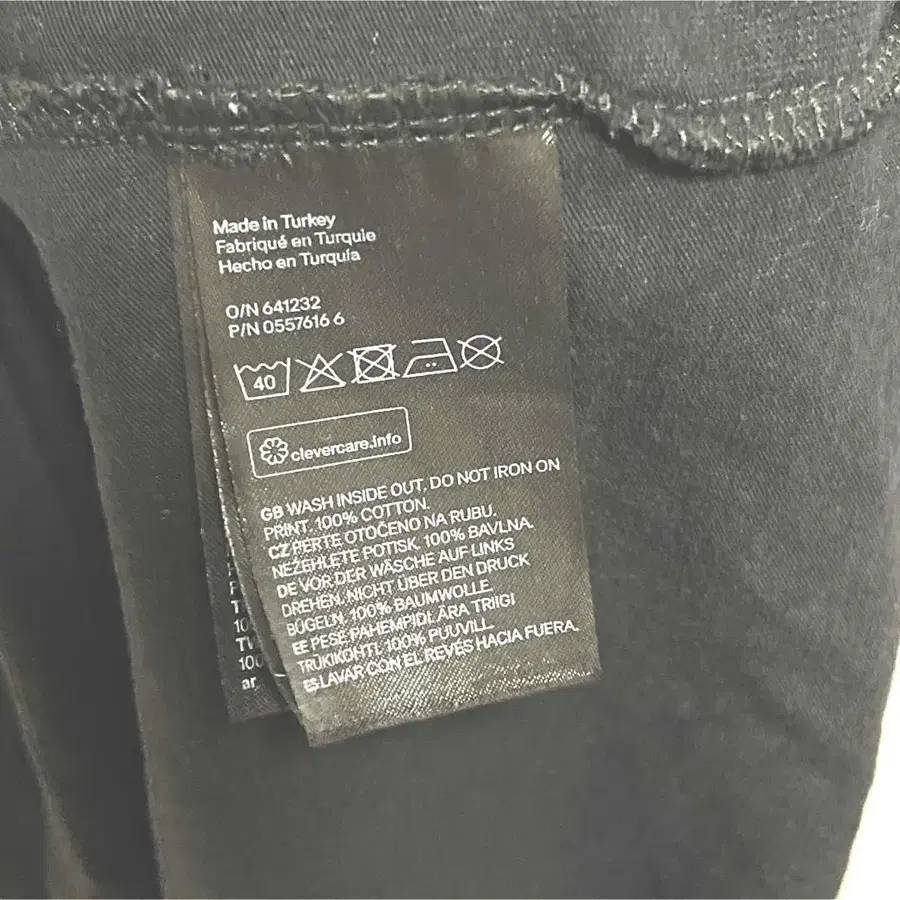 Made in Turkey
Fabriqué en Turquie
Hecho en Turquía
O/N 641232
P/N 0557616 6
40
clevercare.info
GB WASH INSIDE OUT, DO NOT IRON ON
PRINT. 100% COTTON.
CZ PERTE OTOČENO NA RUBU.
NEŽEHLETE POTISK. 100% BAVLNA.
DE VOR DER WÄSCHE AUF LINKS
DREHEN. NICHT ÜBER DEN DRUCK
BÜGELN. 100% BAUMWOLLE.
EE PESE PAHEMPIDI, ÄRA TRIIGI
TRÜKIKOHTI. 100% PUUVILL.
ES LAVAR CON EL REVES HACIA FUERA.
100
ar